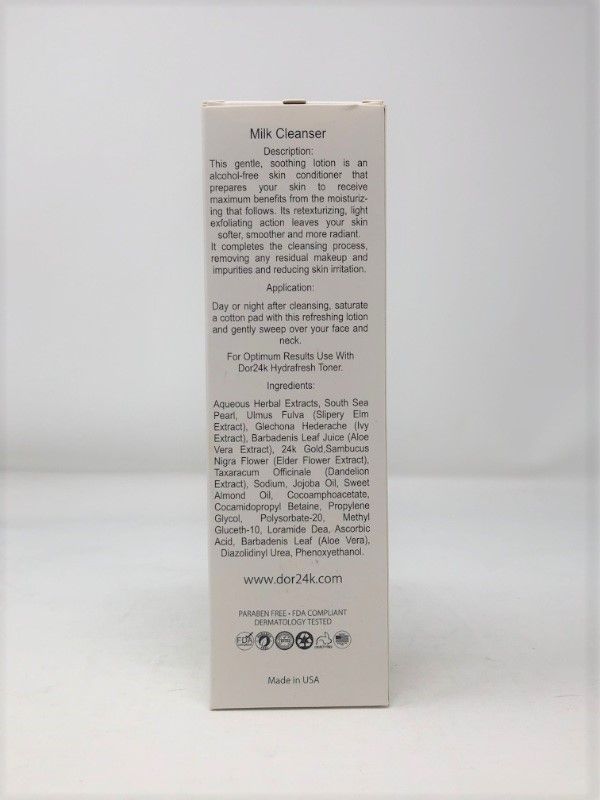 Milk Cleanser
Description:
This gentle, soothing lotion is an
alcohol-free skin conditioner that
prepares your skin to receive
maximum benefits from the moisturiz-
ing that follows. Its retexturizing, light
exfoliating action leaves your skin
softer, smoother and more radiant.
It completes the cleansing process,
removing any residual makeup and
impurities and reducing skin irritation.
Application:
Day or night after cleansing, saturate
a cotton pad with this refreshing lotion
and gently sweep over your face and
neck.
For Optimum Results Use With
Dor24k Hydrafresh Toner.
Ingredients:
Aqueous Herbal Extracts, South Sea
Pearl, Ulmus Fulva (Slipery Elm
Extract), Glechona Hederache (Ivy
Extract), Barbadenis Leaf Juice (Aloe
Vera Extract), 24k Gold,Sambucus
Nigra Flower (Elder Flower Extract),
Taxaracum Officinale (Dandelion
Extract), Sodium, Jojoba Oil, Sweet
Almond Oil, Cocoamphoacetate,
Cocamidopropyl Betaine, Propylene
Glycol, Polysorbate-20, Methyl
Gluceth-10, Loramide Dea, Ascorbic
Acid, Barbadenis Leaf (Aloe Vera),
Diazolidinyl Urea, Phenoxyethanol.
www.dor24k.com
PARABEN FREE • FDA COMPLIANT
DERMATOLOGY TESTED
FDA
Made in USA